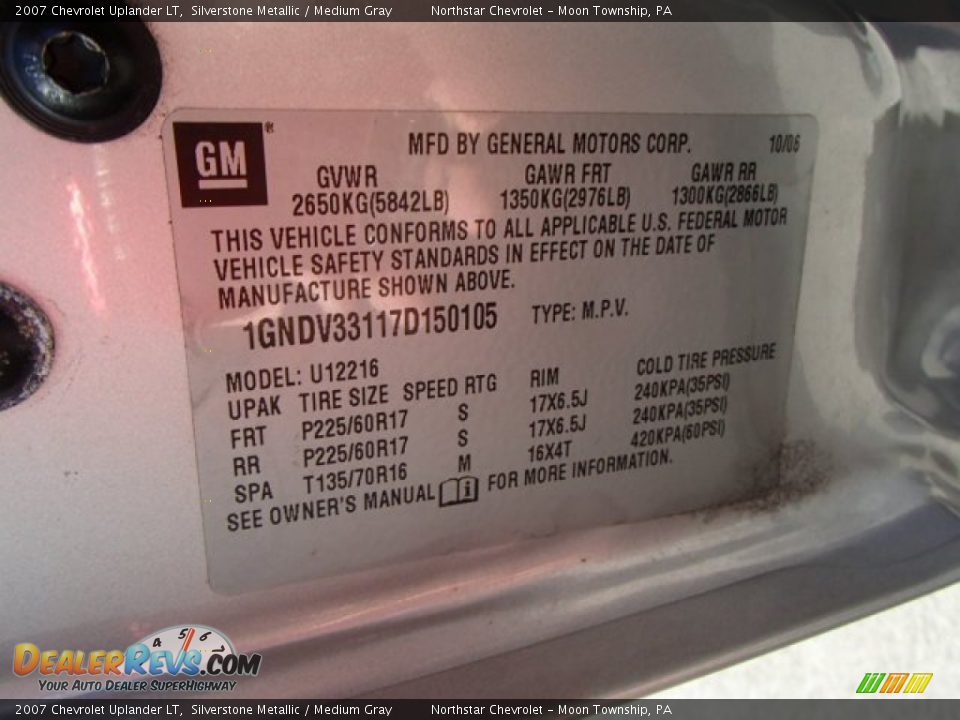 2007 Chevrolet Uplander LT,  Silverstone Metallic / Medium Gray    Northstar Chevrolet - Moon Township, PA
GM®
MFD BY GENERAL MOTORS CORP.    10/06
GVWR    GAWR FRT    GAWR RR
2650KG(5842LB)    1350KG(2976LB)    1300KG(2866LB)
THIS VEHICLE CONFORMS TO ALL APPLICABLE U.S. FEDERAL MOTOR
VEHICLE SAFETY STANDARDS IN EFFECT ON THE DATE OF
MANUFACTURE SHOWN ABOVE.
1GNDV33117D150105    TYPE: M.P.V.
MODEL: U12216
UPAK  TIRE SIZE  SPEED RTG    RIM    COLD TIRE PRESSURE
FRT  P225/60R17  S  17X6.5J  240KPA(35PSI)
RR  P225/60R17  S  17X6.5J  240KPA(35PSI)
SPA  T135/70R16  M  16X4T  420KPA(60PSI)
SEE OWNER'S MANUAL i FOR MORE INFORMATION.
4 5 6 7
DEALERREVS.COM
YOUR AUTO DEALER SUPERHIGHWAY
2007 Chevrolet Uplander LT,  Silverstone Metallic / Medium Gray    Northstar Chevrolet - Moon Township, PA